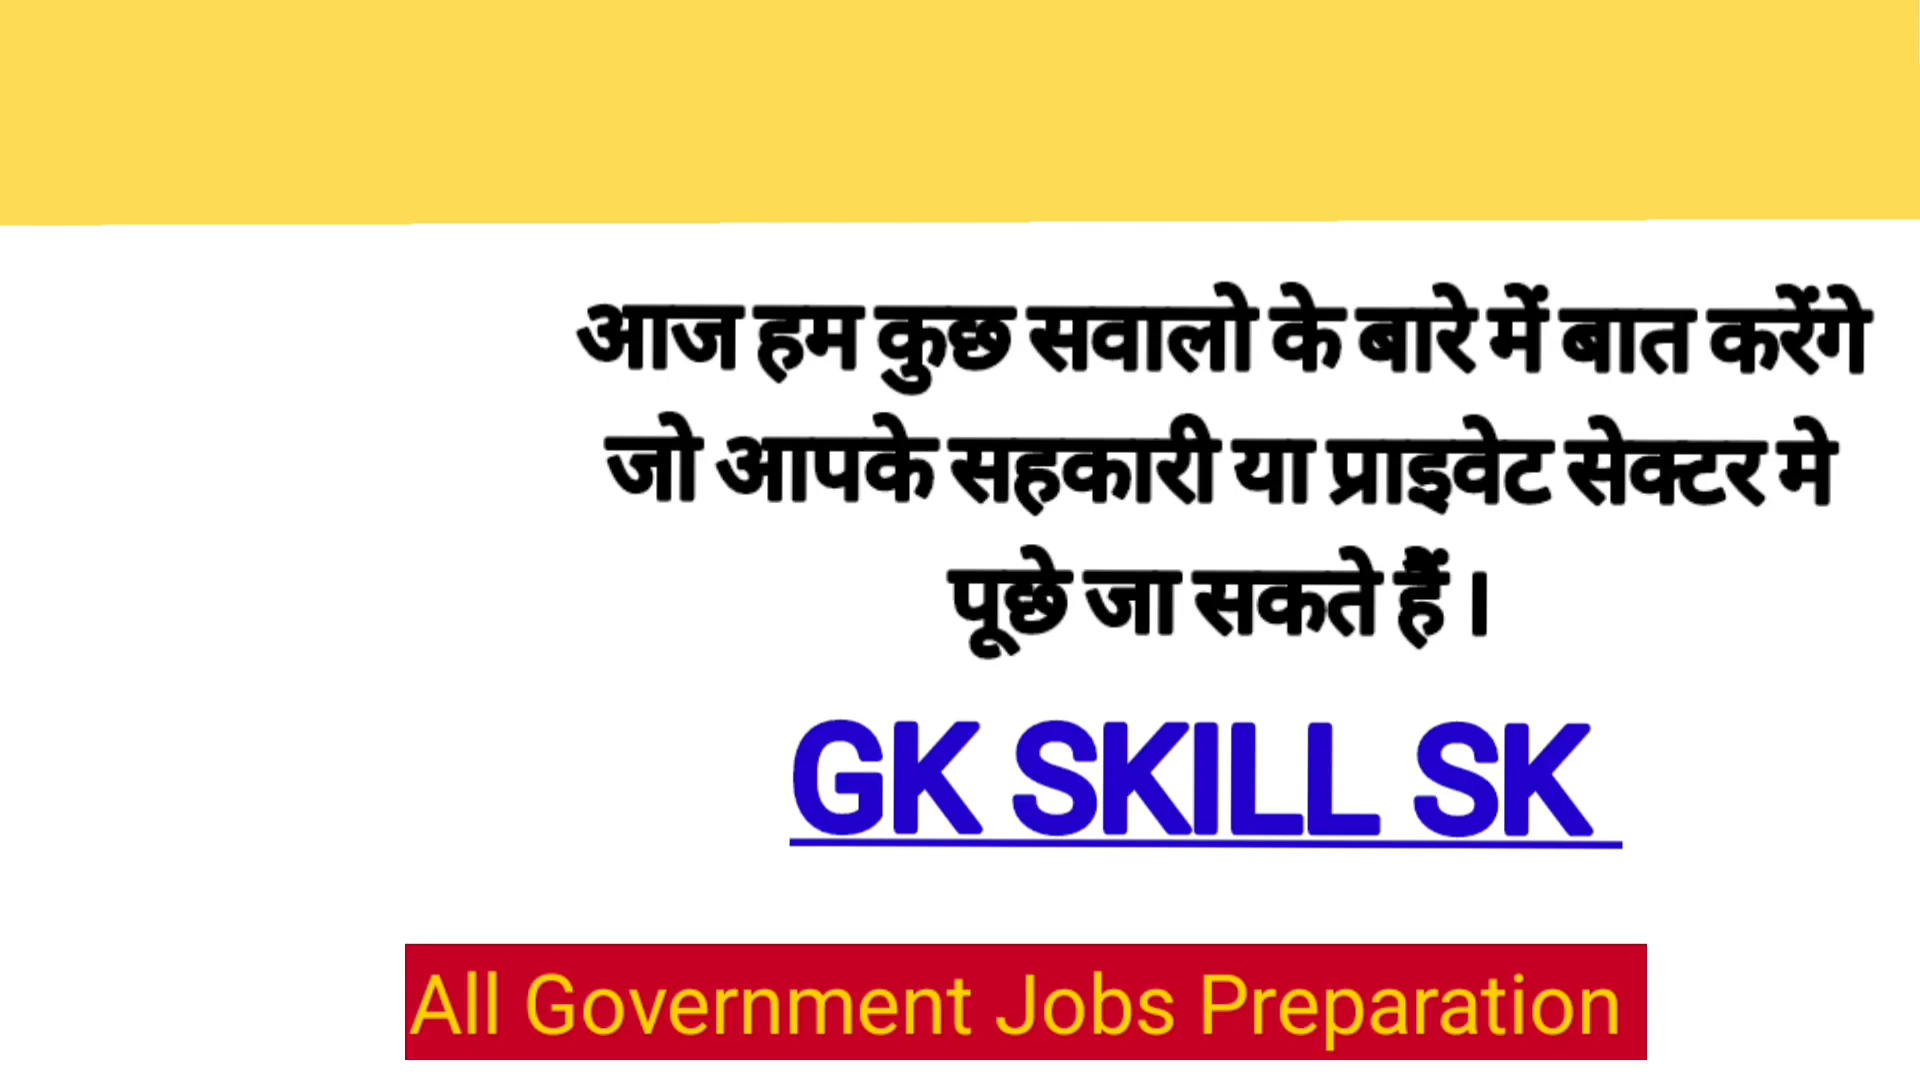 आज हम कुछ सवालो के बारे में बात करेंगे
जो आपके सहकारी या प्राइवेट सेक्टर मे
पूछे जा सकते हैं ।
GK SKILL SK
All Government Jobs Preparation